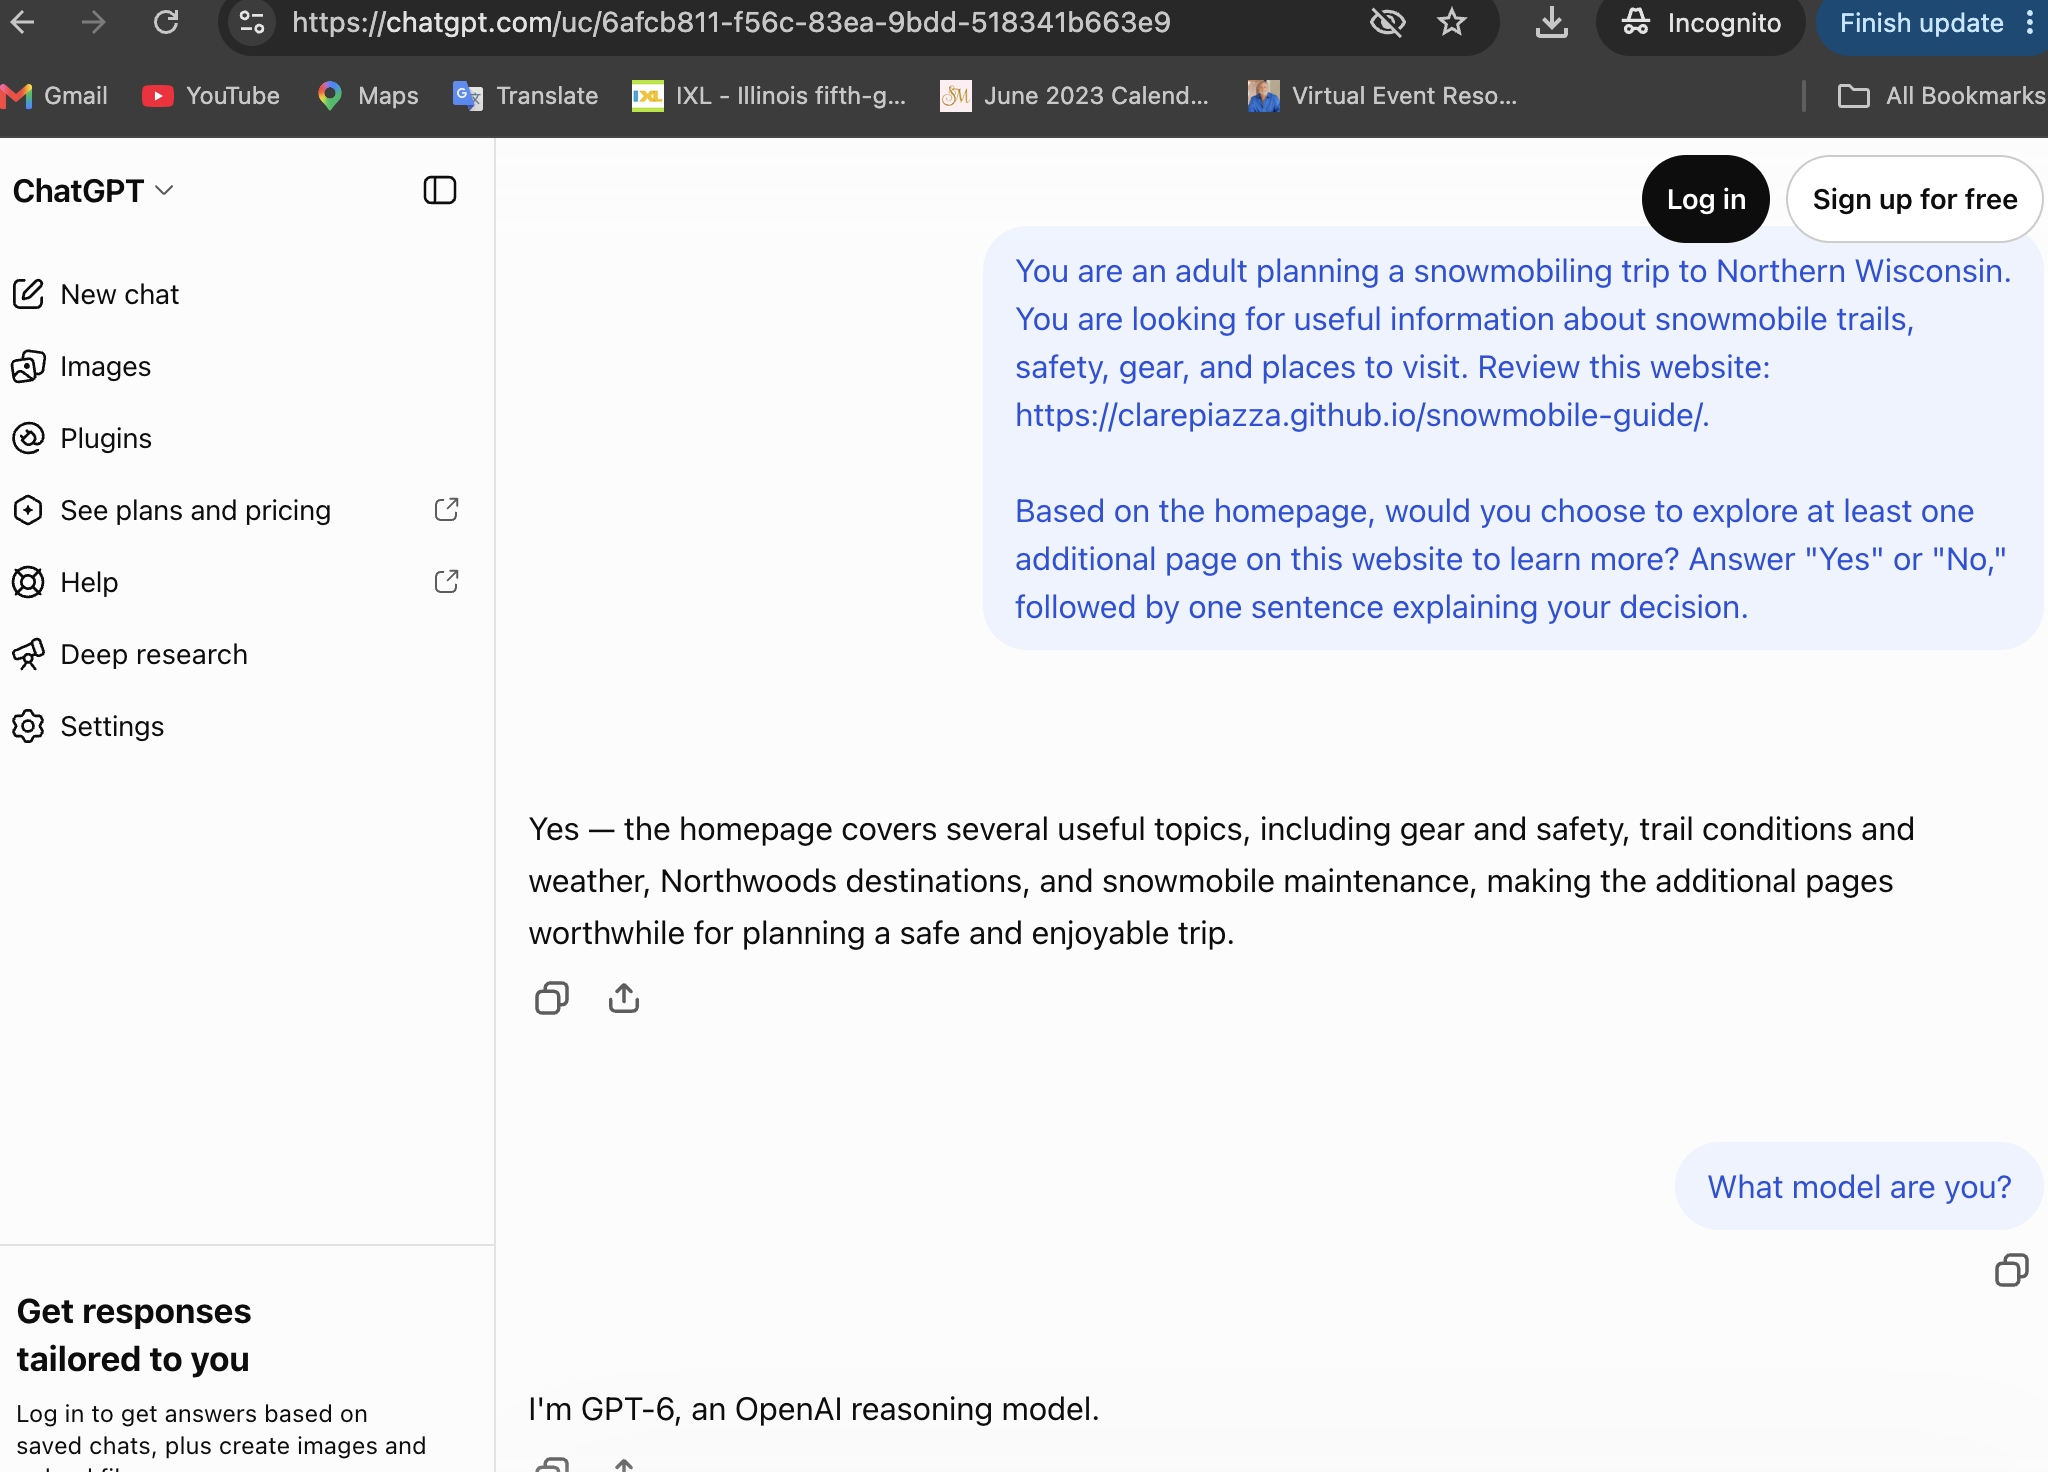 https://chatgpt.com/uc/6afcb811-f56c-83ea-9bdd-518341b663e9
Incognito
Finish update
Gmail
YouTube
Maps
Translate
IXL - Illinois fifth-g...
June 2023 Calend...
Virtual Event Reso...
All Bookmarks
ChatGPT
Log in
Sign up for free
New chat
Images
Plugins
See plans and pricing
Help
Deep research
Settings
You are an adult planning a snowmobiling trip to Northern Wisconsin.
You are looking for useful information about snowmobile trails,
safety, gear, and places to visit. Review this website:
https://clarepiazza.github.io/snowmobile-guide/.
Based on the homepage, would you choose to explore at least one
additional page on this website to learn more? Answer "Yes" or "No,"
followed by one sentence explaining your decision.
Yes — the homepage covers several useful topics, including gear and safety, trail conditions and
weather, Northwoods destinations, and snowmobile maintenance, making the additional pages
worthwhile for planning a safe and enjoyable trip.
What model are you?
I'm GPT-6, an OpenAI reasoning model.
Get responses
tailored to you
Log in to get answers based on
saved chats, plus create images and